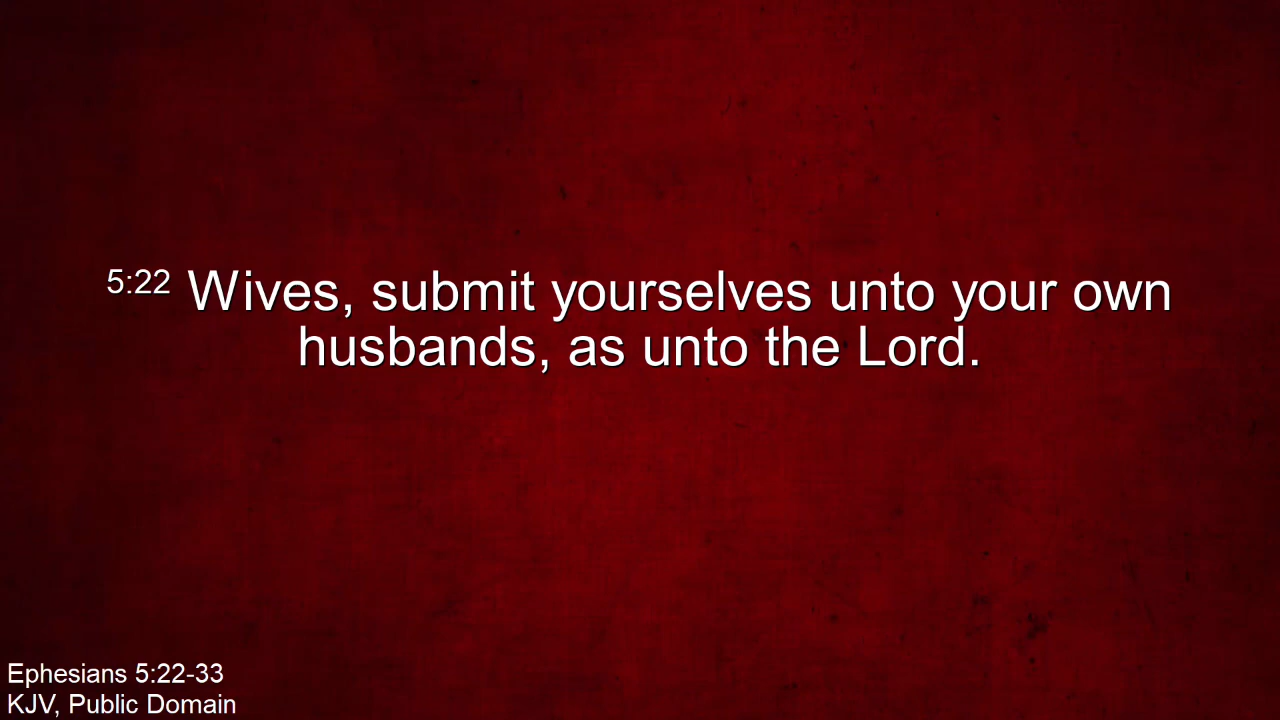 5:22 Wives, submit yourselves unto your own
husbands, as unto the Lord.
Ephesians 5:22-33
KJV, Public Domain